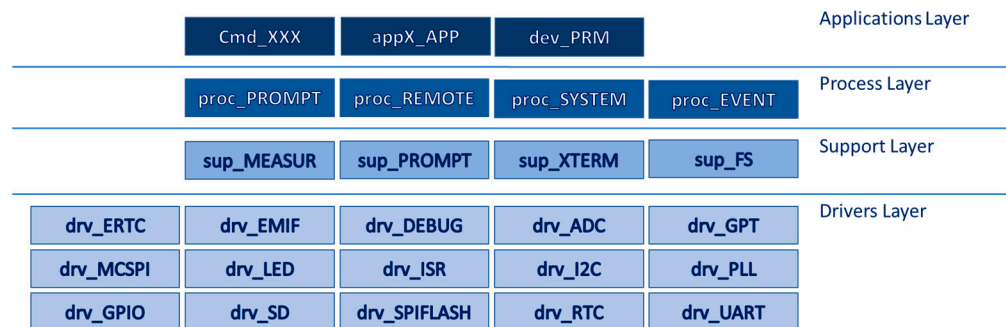 Applications Layer
Cmd_XXX appX_APP dev_PRM
Process Layer
proc_PROMPT proc_REMOTE proc_SYSTEM proc_EVENT
Support Layer
sup_MEASUR sup_PROMPT sup_XTERM sup_FS
Drivers Layer
drv_ERTC drv_EMIF drv_DEBUG drv_ADC drv_GPT
drv_MCSPI drv_LED drv_ISR drv_I2C drv_PLL
drv_GPIO drv_SD drv_SPIFLASH drv_RTC drv_UART